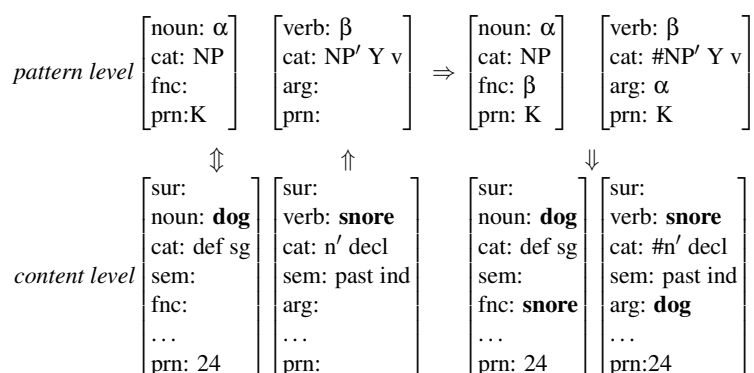 [noun: α] [verb: β] [noun: α] [verb: β]
pattern level [cat: NP] [cat: NP′ Y v] ⇒ [cat: NP] [cat: #NP′ Y v]
[fnc:] [arg:] [fnc: β] [arg: α]
[prn:K] [prn:] [prn: K] [prn: K]
⇕ ⇑ ⇓
[sur:] [sur:] [sur:] [sur:]
[noun: dog] [verb: snore] [noun: dog] [verb: snore]
[cat: def sg] [cat: n′ decl] [cat: def sg] [cat: #n′ decl]
content level [sem:] [sem: past ind] [sem:] [sem: past ind]
[fnc:] [arg:] [fnc: snore] [arg: dog]
[...] [...] [...] [...]
[prn: 24] [prn:] [prn: 24] [prn:24]